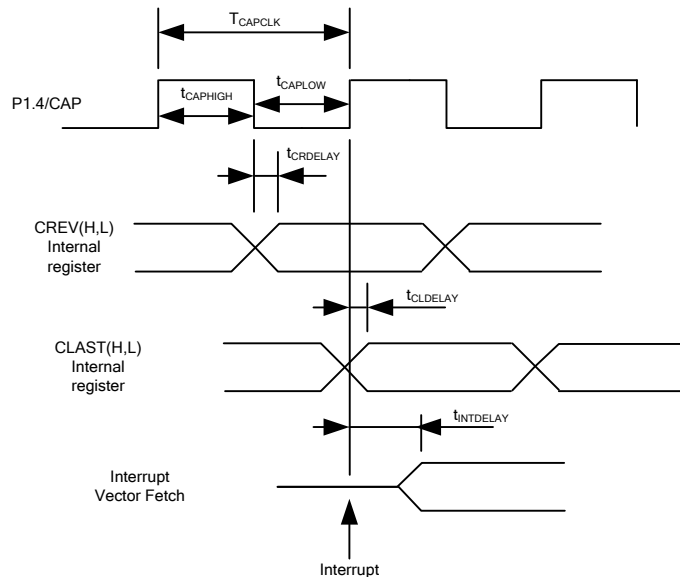 TCAPCLK
tCAPHIGH
tCAPLOW
P1.4/CAP
tCRDELAY
CREV(H,L)
Internal
register
tCLDELAY
CLAST(H,L)
Internal
register
tINTDELAY
Interrupt
Vector Fetch
Interrupt